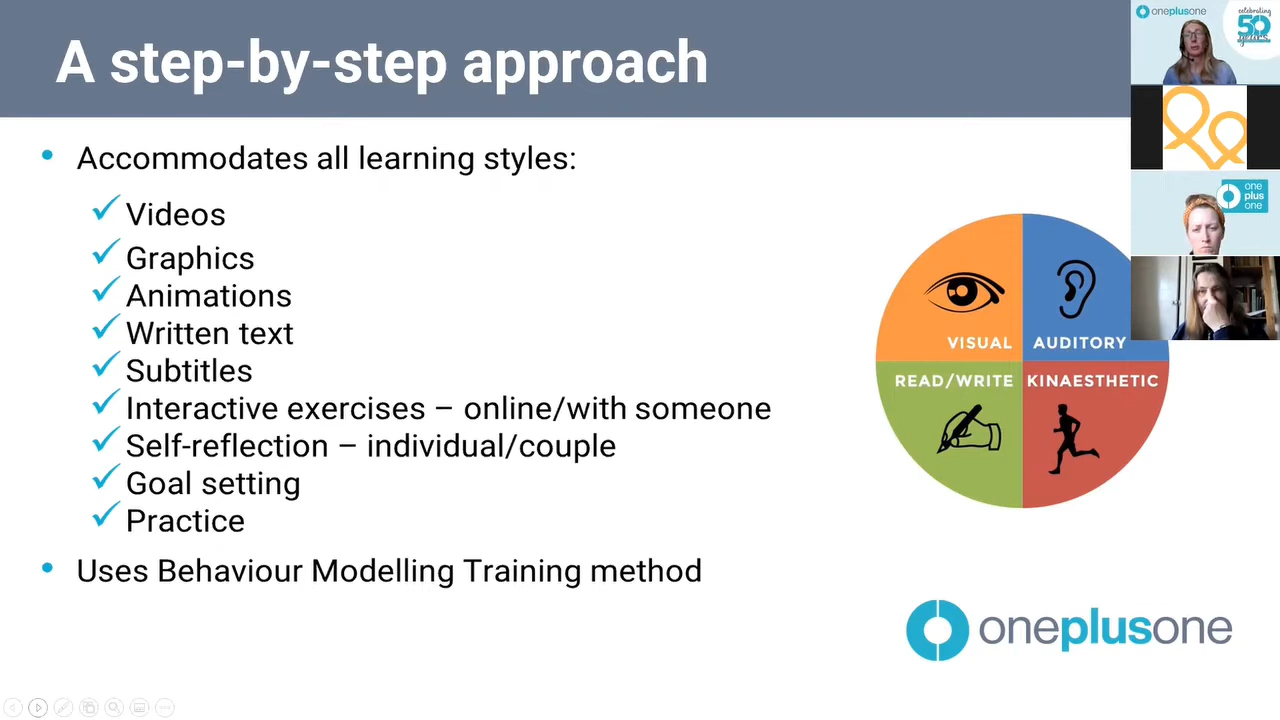 A step-by-step approach
Accommodates all learning styles:
Videos
Graphics
Animations
Written text
Subtitles
Interactive exercises – online/with someone
Self-reflection – individual/couple
Goal setting
Practice
Uses Behaviour Modelling Training method
VISUAL
AUDITORY
READ/WRITE
KINAESTHETIC
oneplusone
oneplusone
celebrating
50
years
one
plus
one